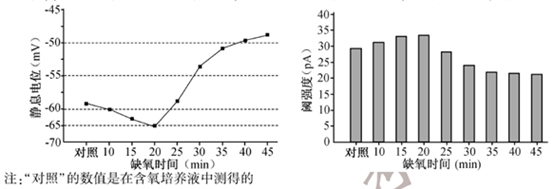 -45
-50
-55
-60
-65
-70
静息电位(mV)
对照 10 15 20 25 30 35 40 45
缺氧时间(min)
40
35
30
25
20
15
10
5
0
阈强度(pA)
对照 10 15 20 25 30 35 40 45
缺氧时间 (min)
注:“对照”的数值是在含氧培养液中测得的